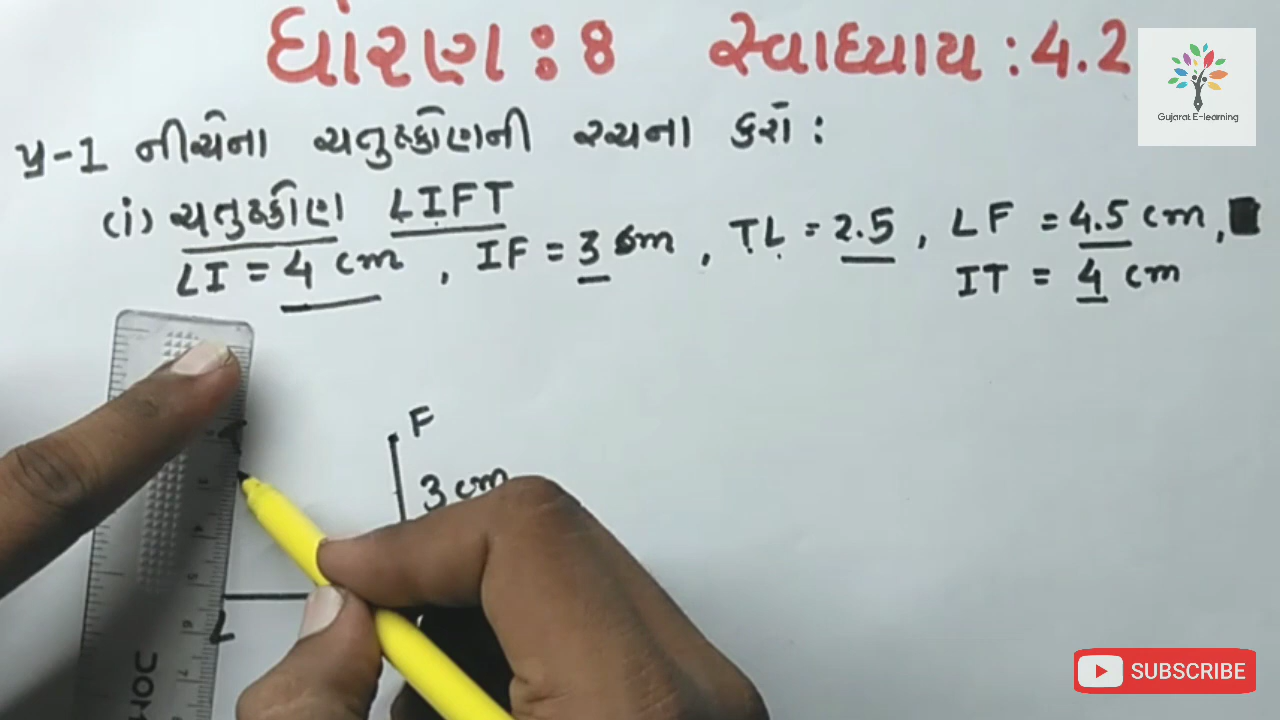 ધોરણ : 8 સ્વાધ્યાય : 4.2
Gujarat E-learning
પ્ર-1 નીચેના ચતુષ્કોણની રચના કરો :
(i) ચતુષ્કોણ LIFT
LI = 4 cm, IF = 3 cm, TL = 2.5, LF = 4.5 cm,
IT = 4 cm
F
3 cm
L
SUBSCRIBE